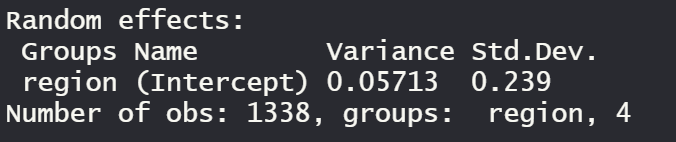 Random effects:
 Groups Name        Variance Std.Dev.
 region (Intercept) 0.05713  0.239
Number of obs: 1338, groups:  region, 4